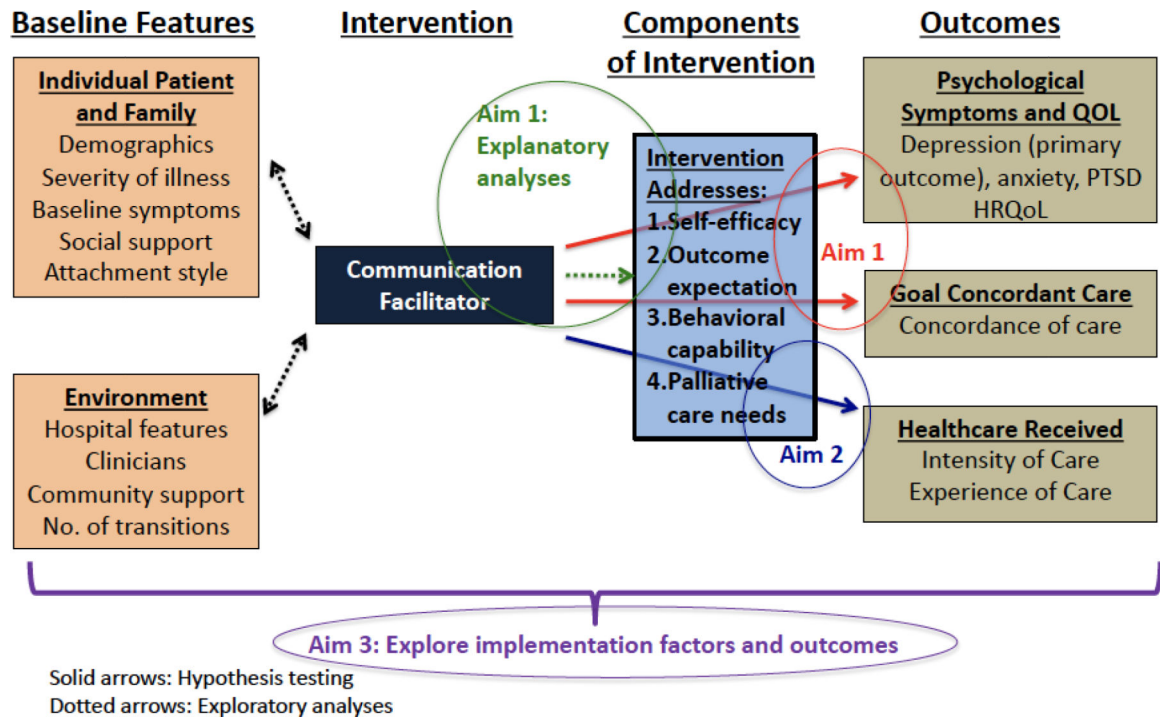 Baseline Features
Individual Patient
and Family
Demographics
Severity of illness
Baseline symptoms
Social support
Attachment style
Environment
Hospital features
Clinicians
Community support
No. of transitions
Intervention
Communication
Facilitator
Aim 1:
Explanatory
analyses
Components
of Intervention
Intervention
Addresses:
1.Self-efficacy
2.Outcome
expectation
3.Behavioral
capability
4.Palliative
care needs
Aim 1
Aim 2
Outcomes
Psychological
Symptoms and QOL
Depression (primary
outcome), anxiety, PTSD
HRQoL
Goal Concordant Care
Concordance of care
Healthcare Received
Intensity of Care
Experience of Care
Aim 3: Explore implementation factors and outcomes
Solid arrows: Hypothesis testing
Dotted arrows: Exploratory analyses